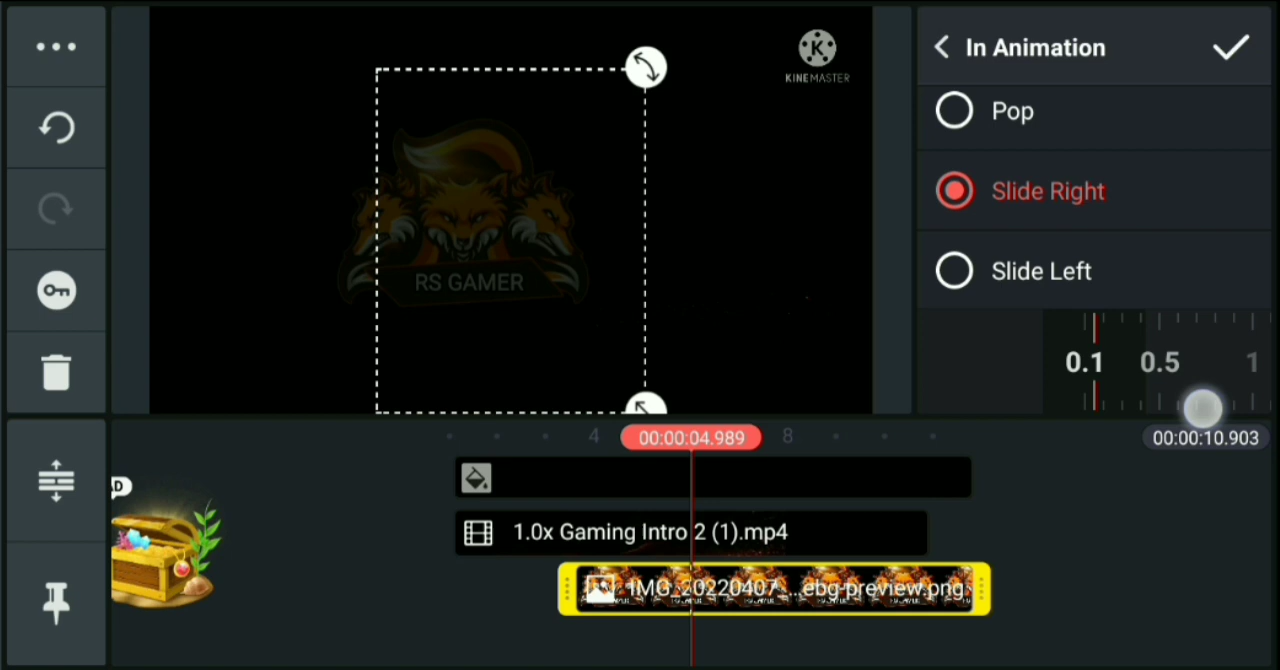 K
KINEMASTER
RS GAMER
In Animation
Pop
Slide Right
Slide Left
0.1 0.5 1
4 00:00:04.989 8
00:00:10.903
1.0x Gaming Intro 2 (1).mp4
IMG_20220407_...ebg-preview.png